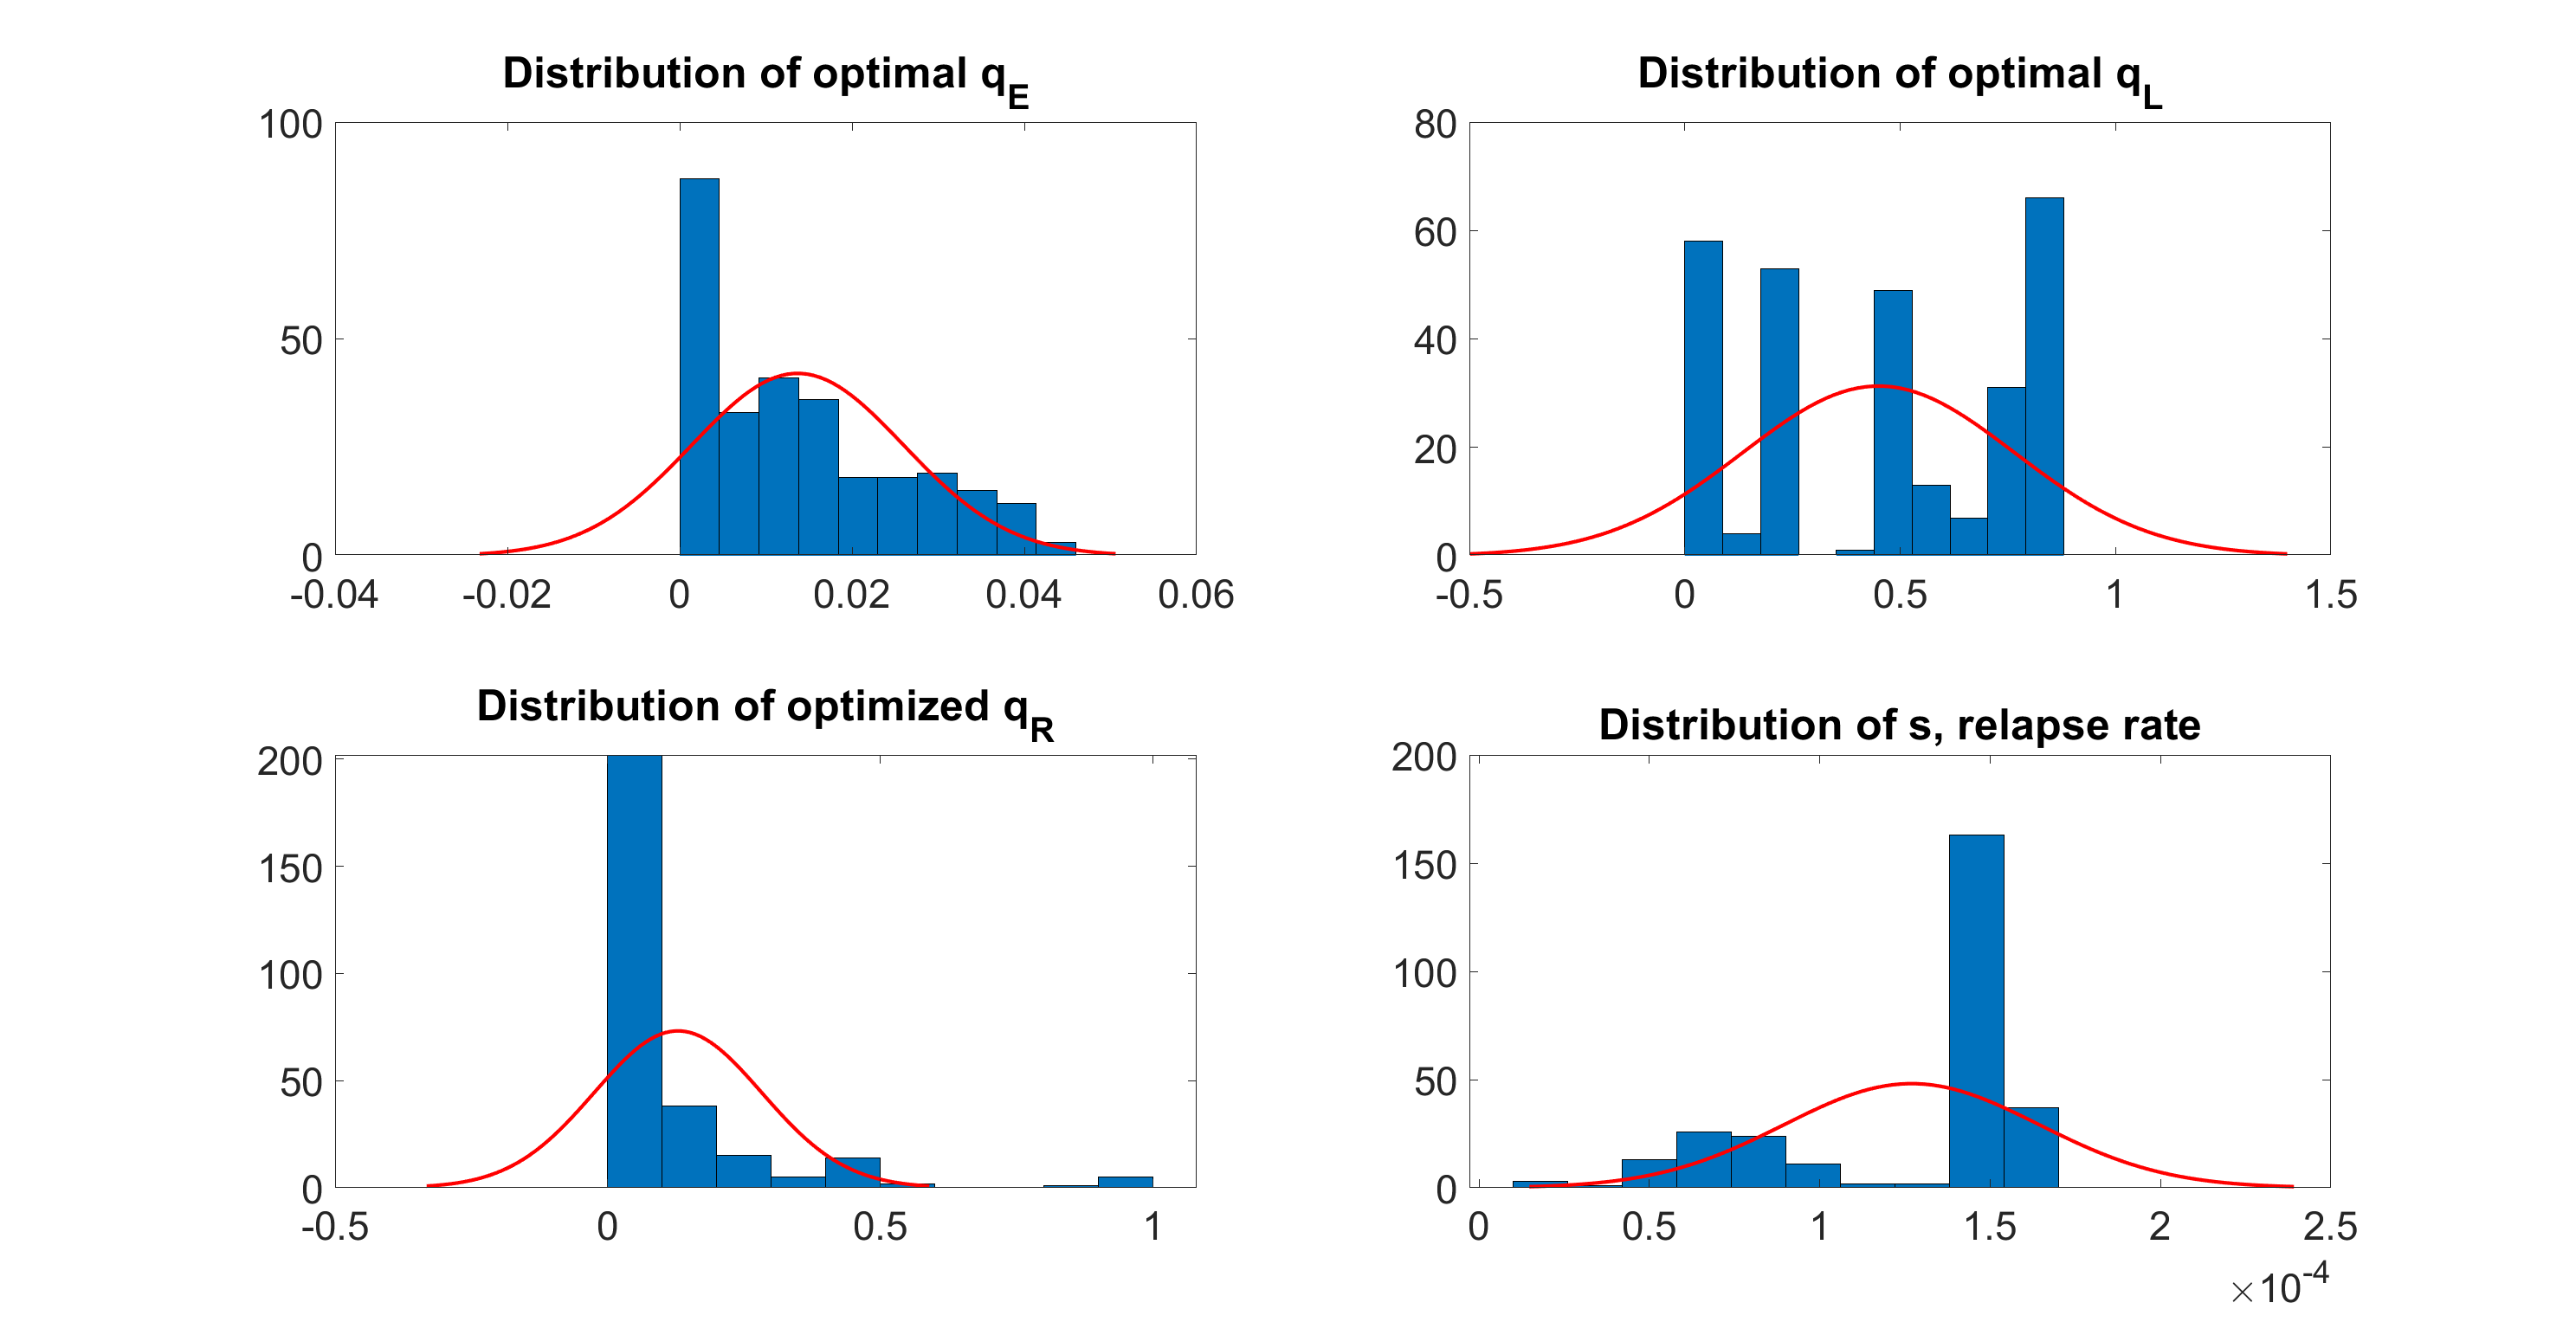 Distribution of optimal qE
100
50
0
-0.04 -0.02 0 0.02 0.04 0.06
Distribution of optimal qL
80
60
40
20
0
-0.5 0 0.5 1 1.5
Distribution of optimized qR
200
150
100
50
0
-0.5 0 0.5 1
Distribution of s, relapse rate
200
150
100
50
0
0 0.5 1 1.5 2 2.5
×10-4